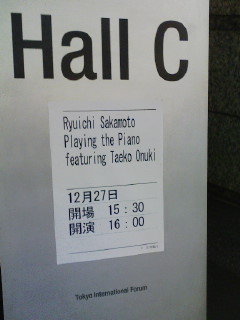 Hall C
Ryuichi Sakamoto
Playing the Piano
featuring Taeko Onuki
12月27日
開場 15：30
開演 16：00
Tokyo International Forum